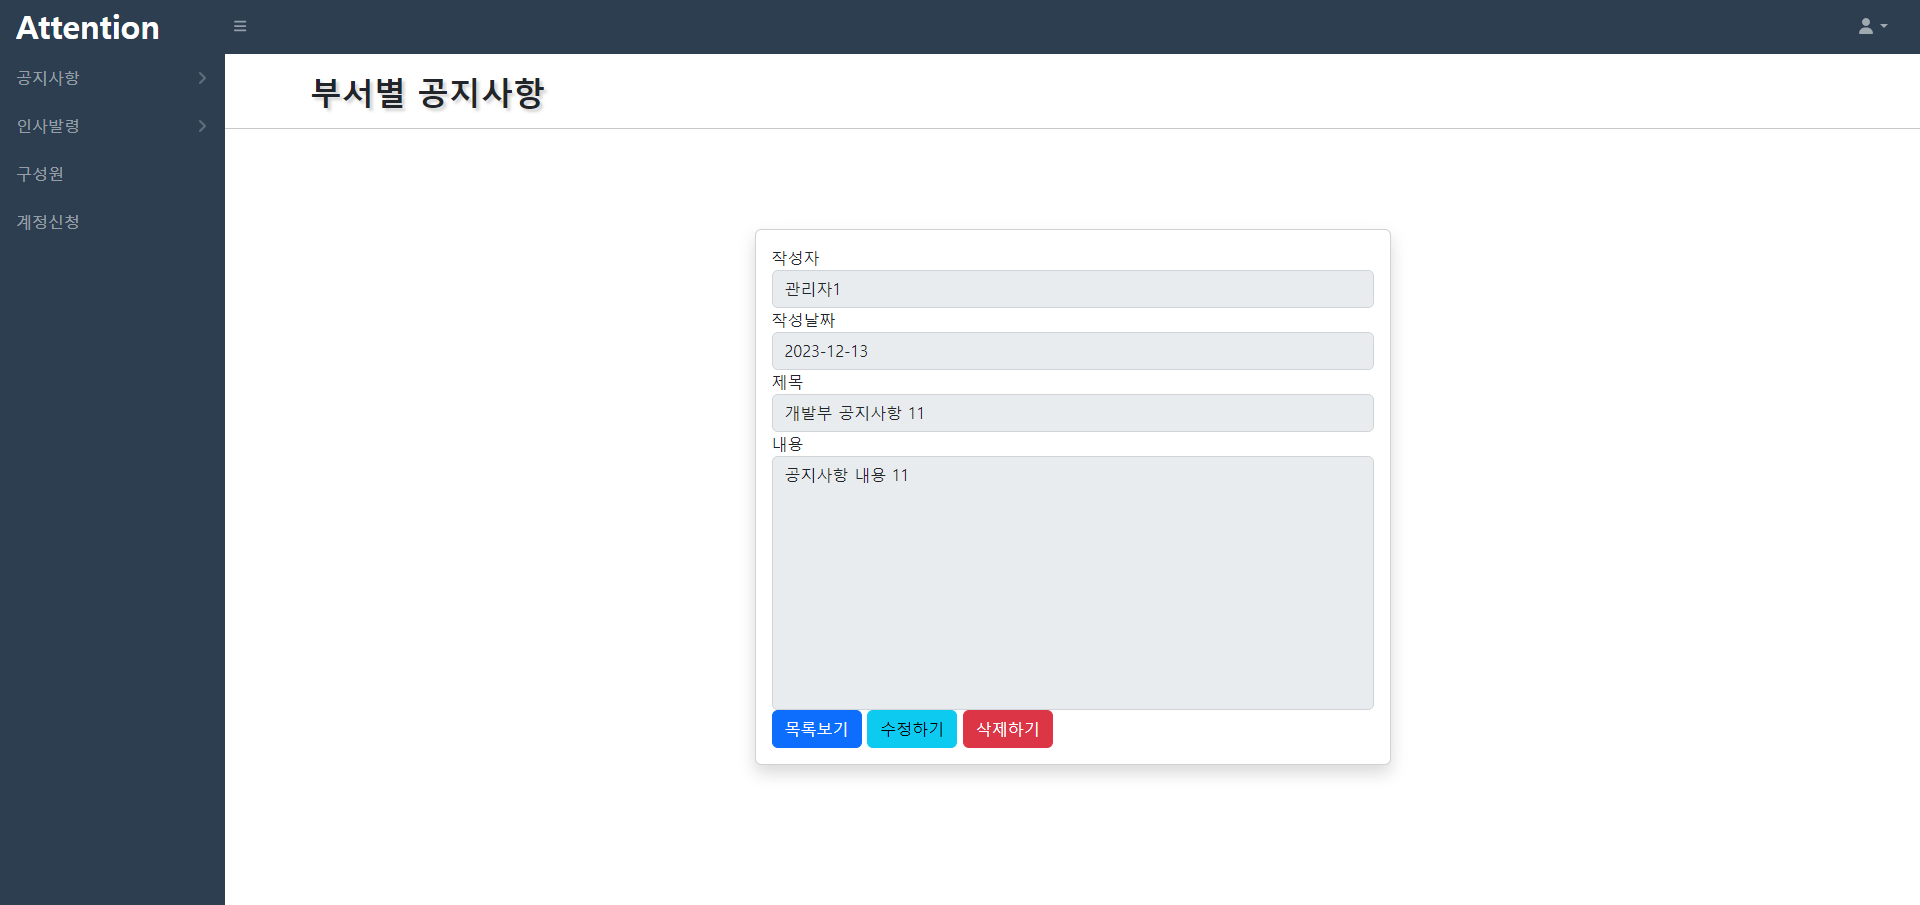 Attention
공지사항
인사발령
구성원
계정신청
부서별 공지사항
작성자
관리자1
작성날짜
2023-12-13
제목
개발부 공지사항 11
내용
공지사항 내용 11
목록보기 수정하기 삭제하기